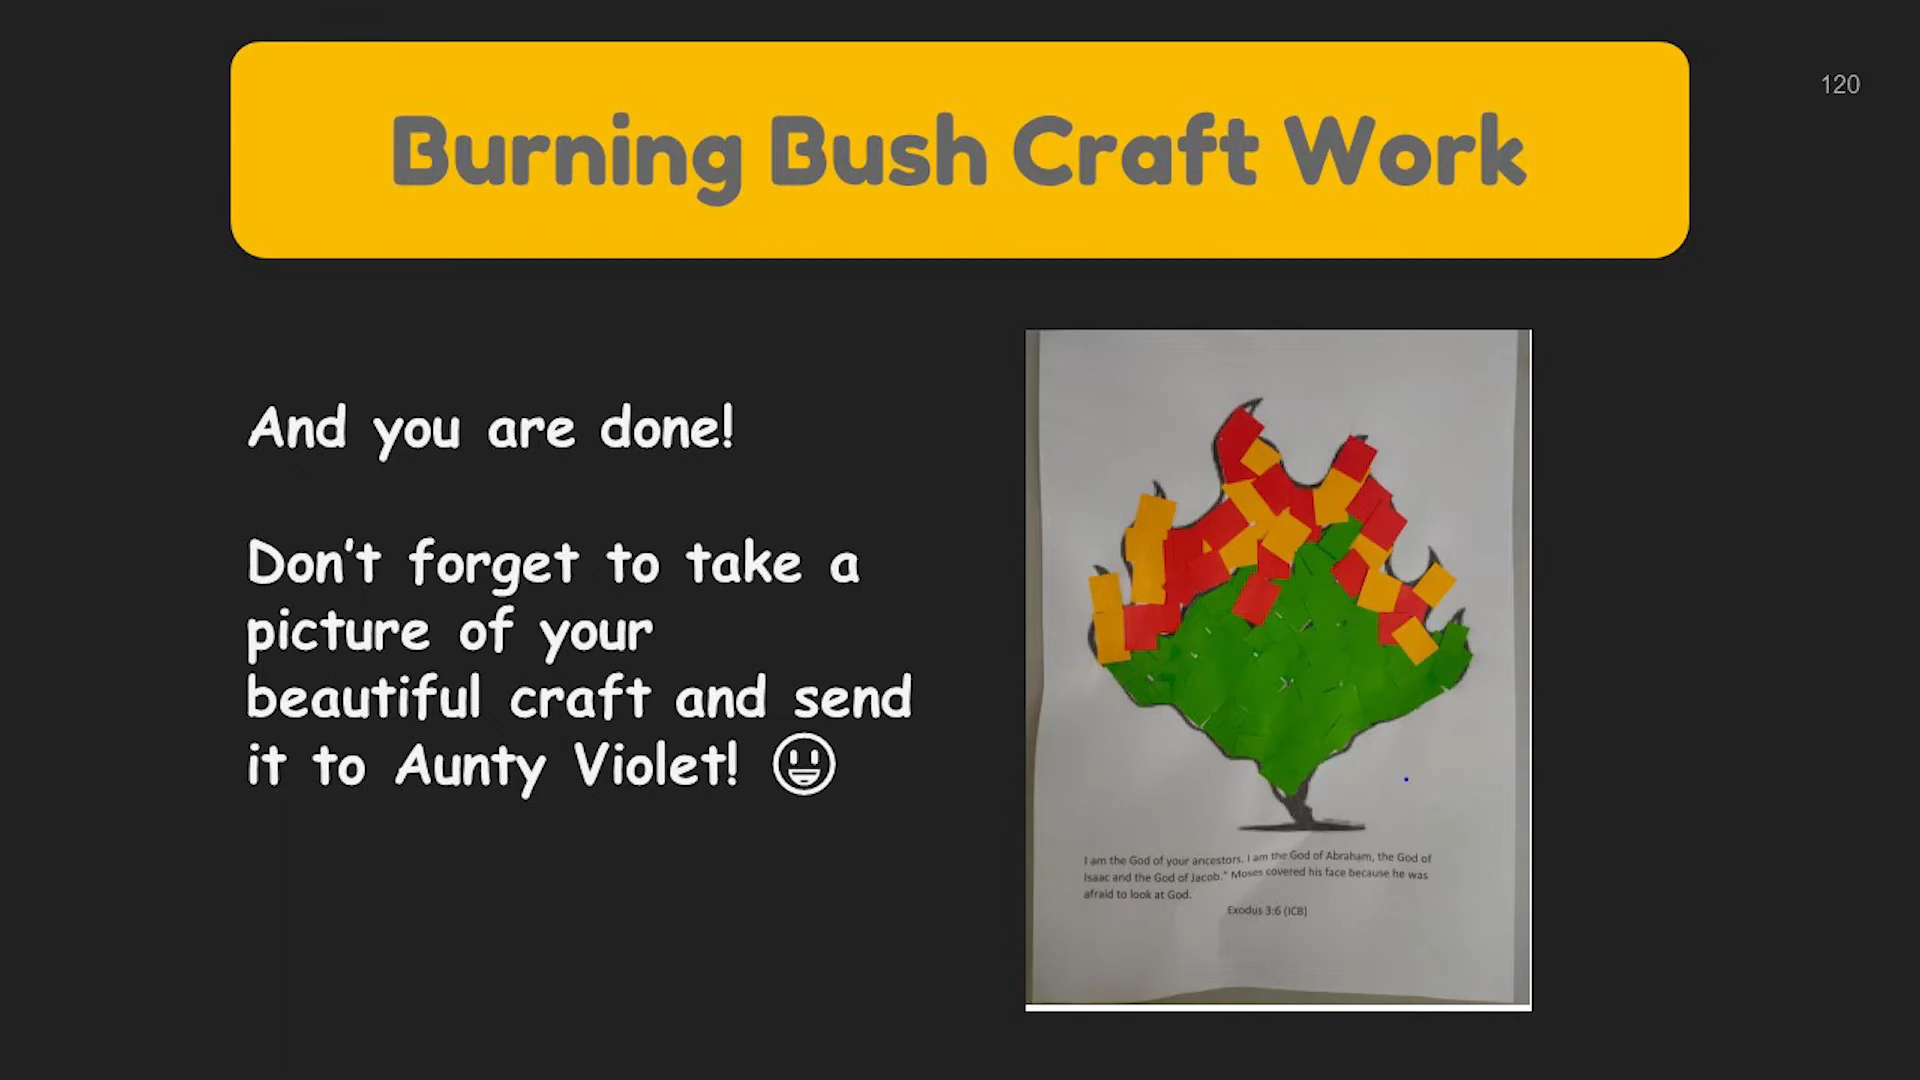 120
Burning Bush Craft Work
And you are done!
Don't forget to take a
picture of your
beautiful craft and send
it to Aunty Violet! 😃
I am the God of your ancestors. I am the God of Abraham, the God of
Isaac and the God of Jacob." Moses covered his face because he was
afraid to look at God.
Exodus 3:6 (ICB)